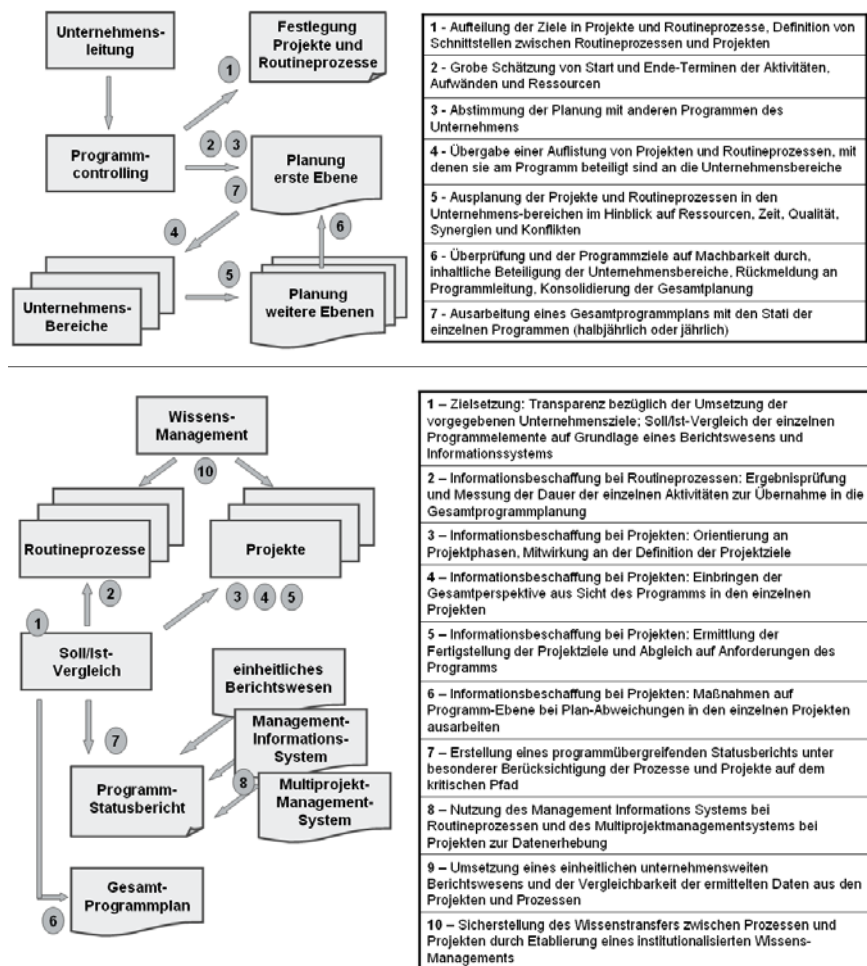 Unternehmens-
leitung
Festlegung
Projekte und
Routineprozesse
1
Programm-
controlling
2 3
Planung
erste Ebene
7
4
6
5
Unternehmens-
Bereiche
Planung
weitere Ebenen
1 - Aufteilung der Ziele in Projekte und Routineprozesse, Definition von
Schnittstellen zwischen Routineprozessen und Projekten
2 - Grobe Schätzung von Start und Ende-Terminen der Aktivitäten,
Aufwänden und Ressourcen
3 - Abstimmung der Planung mit anderen Programmen des
Unternehmens
4 - Übergabe einer Auflistung von Projekten und Routineprozessen, mit
denen sie am Programm beteiligt sind an die Unternehmensbereiche
5 - Ausplanung der Projekte und Routineprozessen in den
Unternehmens-bereichen im Hinblick auf Ressourcen, Zeit, Qualität,
Synergien und Konflikten
6 - Überprüfung und der Programmziele auf Machbarkeit durch,
inhaltliche Beteiligung der Unternehmensbereiche, Rückmeldung an
Programmleitung, Konsolidierung der Gesamtplanung
7 - Ausarbeitung eines Gesamtprogrammplans mit den Stati der
einzelnen Programmen (halbjährlich oder jährlich)
Wissens-
Management
10
Routineprozesse
Projekte
2
3 4 5
1
Soll/Ist-
Vergleich
einheitliches
Berichtswesen
Management-
Informations-
System
7
8
Multiprojekt-
Management-
System
Programm-
Statusbericht
Gesamt-
Programmplan
6
1 – Zielsetzung: Transparenz bezüglich der Umsetzung der
vorgegebenen Unternehmensziele; Soll/Ist-Vergleich der einzelnen
Programmelemente auf Grundlage eines Berichtswesens und
Informationssystems
2 – Informationsbeschaffung bei Routineprozessen: Ergebnisprüfung
und Messung der Dauer der einzelnen Aktivitäten zur Übernahme in die
Gesamtprogrammplanung
3 – Informationsbeschaffung bei Projekten: Orientierung an
Projektphasen, Mitwirkung an der Definition der Projektziele
4 – Informationsbeschaffung bei Projekten: Einbringen der
Gesamtperspektive aus Sicht des Programms in den einzelnen
Projekten
5 – Informationsbeschaffung bei Projekten: Ermittlung der
Fertigstellung der Projektziele und Abgleich auf Anforderungen des
Programms
6 – Informationsbeschaffung bei Projekten: Maßnahmen auf
Programm-Ebene bei Plan-Abweichungen in den einzelnen Projekten
ausarbeiten
7 – Erstellung eines programmübergreifenden Statusberichts unter
besonderer Berücksichtigung der Prozesse und Projekte auf dem
kritischen Pfad
8 – Nutzung des Management Informations Systems bei
Routineprozessen und des Multiprojektmanagementsystems bei
Projekten zur Datenerhebung
9 – Umsetzung eines einheitlichen unternehmensweiten
Berichtswesens und der Vergleichbarkeit der ermittelten Daten aus den
Projekten und Prozessen
10 – Sicherstellung des Wissenstransfers zwischen Prozessen und
Projekten durch Etablierung eines institutionalisierten Wissens-
Managements